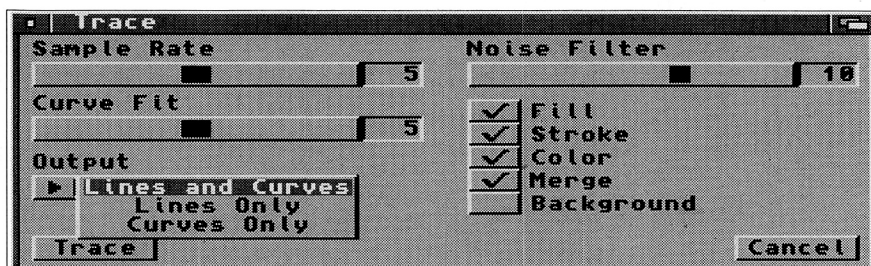 Trace
Sample Rate
5
Curve Fit
5
Output
Lines and Curves
Lines Only
Curves Only
Trace
Noise Filter
10
Fill
Stroke
Color
Merge
Background
Cancel